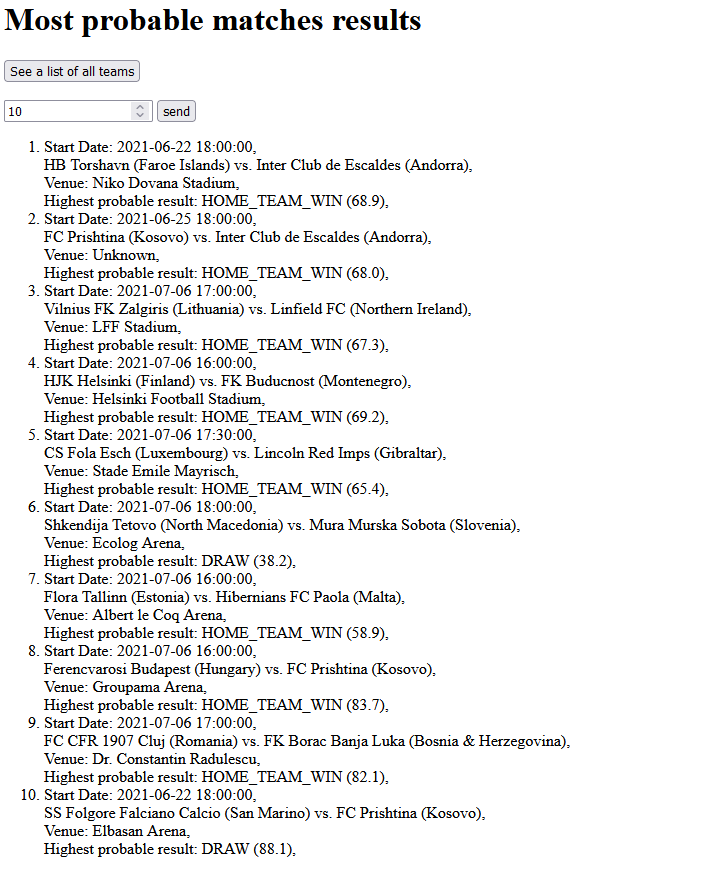 Most probable matches results
See a list of all teams
10 send
1. Start Date: 2021-06-22 18:00:00,
HB Torshavn (Faroe Islands) vs. Inter Club de Escaldes (Andorra),
Venue: Niko Dovana Stadium,
Highest probable result: HOME_TEAM_WIN (68.9),
2. Start Date: 2021-06-25 18:00:00,
FC Prishtina (Kosovo) vs. Inter Club de Escaldes (Andorra),
Venue: Unknown,
Highest probable result: HOME_TEAM_WIN (68.0),
3. Start Date: 2021-07-06 17:00:00,
Vilnius FK Zalgiris (Lithuania) vs. Linfield FC (Northern Ireland),
Venue: LFF Stadium,
Highest probable result: HOME_TEAM_WIN (67.3),
4. Start Date: 2021-07-06 16:00:00,
HJK Helsinki (Finland) vs. FK Buducnost (Montenegro),
Venue: Helsinki Football Stadium,
Highest probable result: HOME_TEAM_WIN (69.2),
5. Start Date: 2021-07-06 17:30:00,
CS Fola Esch (Luxembourg) vs. Lincoln Red Imps (Gibraltar),
Venue: Stade Emile Mayrisch,
Highest probable result: HOME_TEAM_WIN (65.4),
6. Start Date: 2021-07-06 18:00:00,
Shkendija Tetovo (North Macedonia) vs. Mura Murska Sobota (Slovenia),
Venue: Ecolog Arena,
Highest probable result: DRAW (38.2),
7. Start Date: 2021-07-06 16:00:00,
Flora Tallinn (Estonia) vs. Hibernians FC Paola (Malta),
Venue: Albert le Coq Arena,
Highest probable result: HOME_TEAM_WIN (58.9),
8. Start Date: 2021-07-06 16:00:00,
Ferencvarosi Budapest (Hungary) vs. FC Prishtina (Kosovo),
Venue: Groupama Arena,
Highest probable result: HOME_TEAM_WIN (83.7),
9. Start Date: 2021-07-06 17:00:00,
FC CFR 1907 Cluj (Romania) vs. FK Borac Banja Luka (Bosnia & Herzegovina),
Venue: Dr. Constantin Radulescu,
Highest probable result: HOME_TEAM_WIN (82.1),
10. Start Date: 2021-06-22 18:00:00,
SS Folgore Falciano Calcio (San Marino) vs. FC Prishtina (Kosovo),
Venue: Elbasan Arena,
Highest probable result: DRAW (88.1),